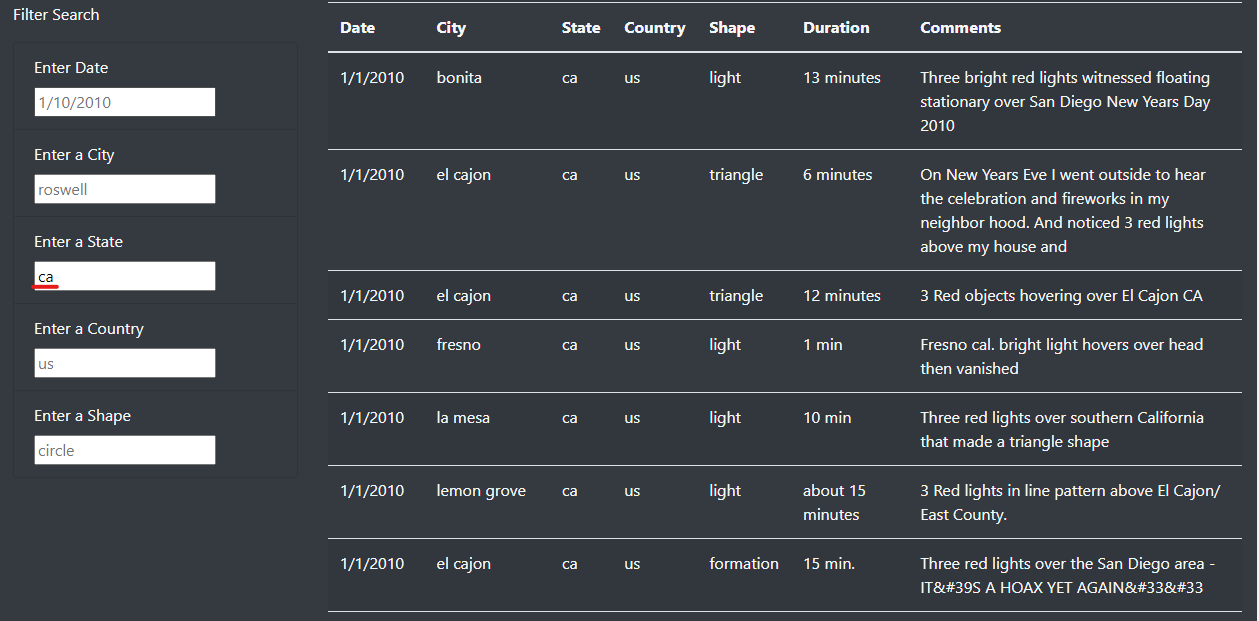 Filter Search
Enter Date
1/10/2010
Enter a City
roswell
Enter a State
ca
Enter a Country
us
Enter a Shape
circle
Date City State Country Shape Duration Comments
1/1/2010 bonita ca us light 13 minutes Three bright red lights witnessed floating
stationary over San Diego New Years Day
2010
1/1/2010 el cajon ca us triangle 6 minutes On New Years Eve I went outside to hear
the celebration and fireworks in my
neighbor hood. And noticed 3 red lights
above my house and
1/1/2010 el cajon ca us triangle 12 minutes 3 Red objects hovering over El Cajon CA
1/1/2010 fresno ca us light 1 min Fresno cal. bright light hovers over head
then vanished
1/1/2010 la mesa ca us light 10 min Three red lights over southern California
that made a triangle shape
1/1/2010 lemon grove ca us light about 15 3 Red lights in line pattern above El Cajon/
minutes East County.
1/1/2010 el cajon ca us formation 15 min. Three red lights over the San Diego area -
IT&#39S A HOAX YET AGAIN&#33&#33